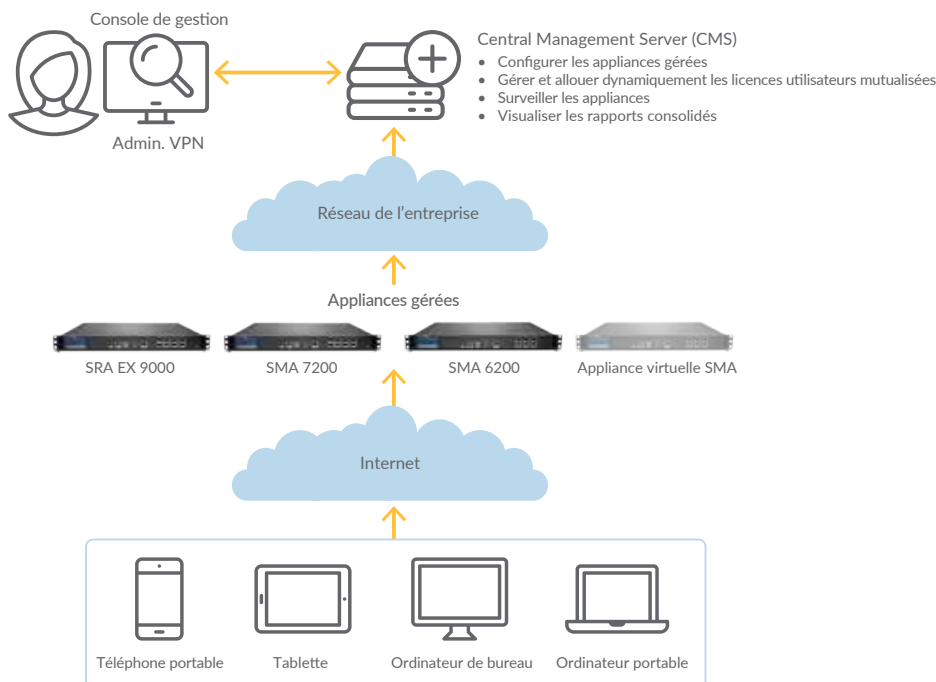 Console de gestion
Admin. VPN
Central Management Server (CMS)
• Configurer les appliances gérées
• Gérer et allouer dynamiquement les licences utilisateurs mutualisées
• Surveiller les appliances
• Visualiser les rapports consolidés
Réseau de l'entreprise
Appliances gérées
SRA EX 9000
SMA 7200
SMA 6200
Appliance virtuelle SMA
Internet
Téléphone portable
Tablette
Ordinateur de bureau
Ordinateur portable